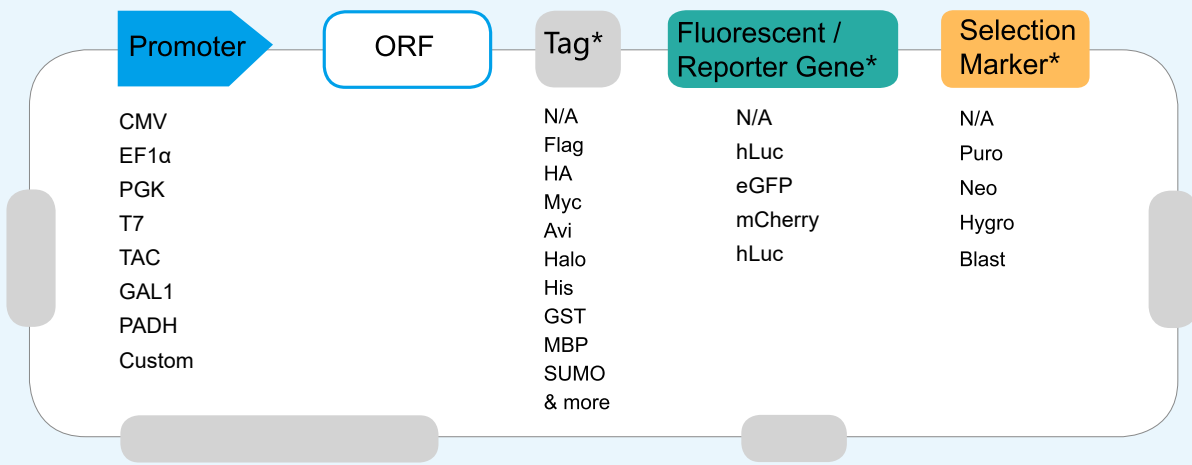 Promoter
ORF
Tag*
Fluorescent /
Reporter Gene*
Selection
Marker*
CMV
EF1α
PGK
T7
TAC
GAL1
PADH
Custom
N/A
Flag
HA
Myc
Avi
Halo
His
GST
MBP
SUMO
& more
N/A
hLuc
eGFP
mCherry
hLuc
N/A
Puro
Neo
Hygro
Blast